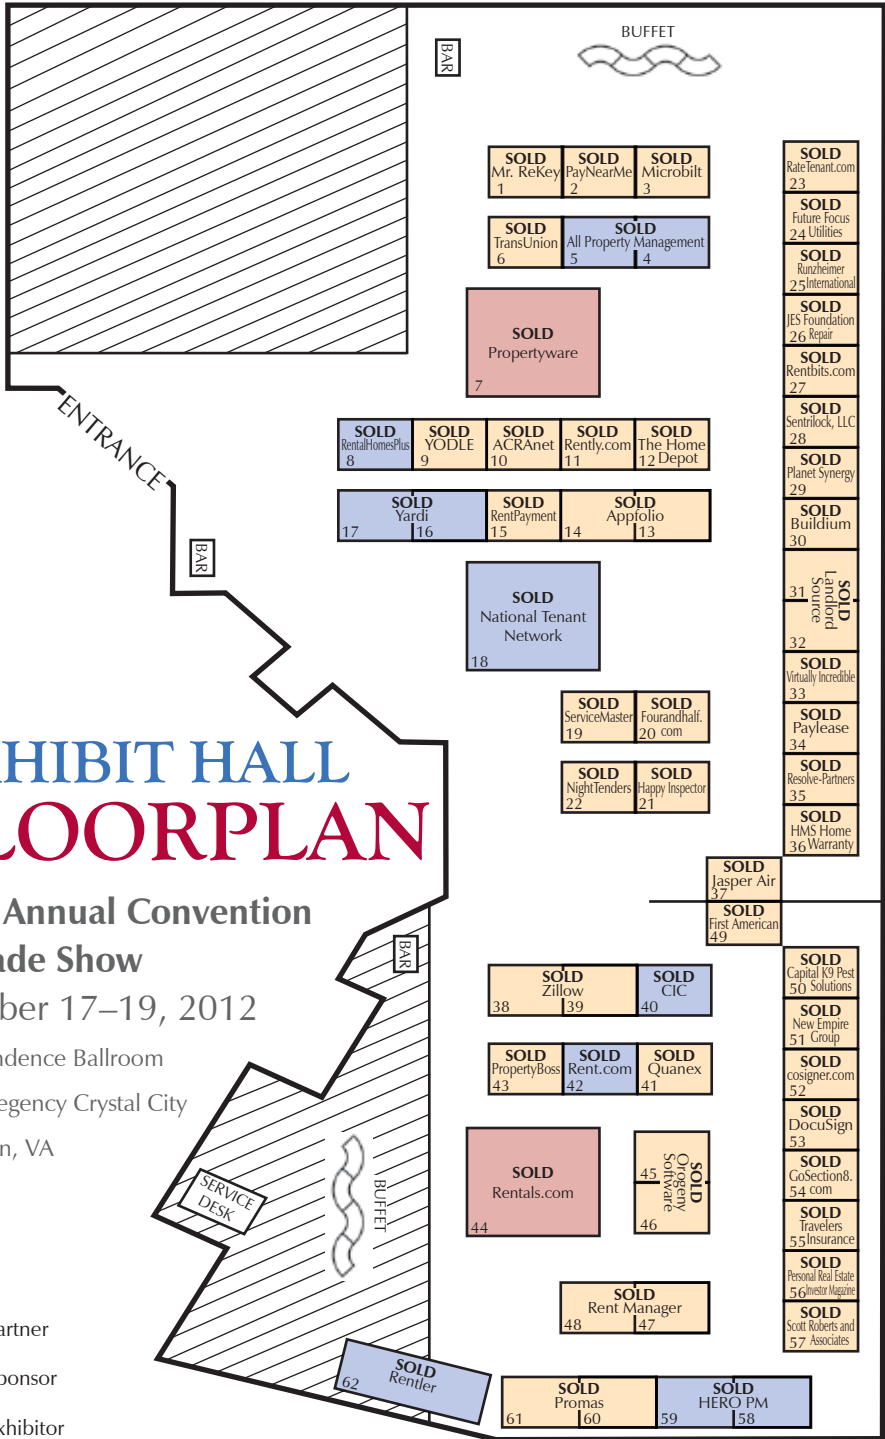 BUFFET
BAR
SOLD
Mr. ReKey
1
SOLD
PayNearMe
2
SOLD
Microbilt
3
SOLD
TransUnion
6
SOLD
All Property Management
5 4
SOLD
Propertyware
7
ENTRANCE
SOLD
RentalHomesPlus
8
SOLD
YODLE
9
SOLD
ACRAnet
10
SOLD
Rently.com
11
SOLD
The Home
12 Depot
SOLD
Yardi
17 16
SOLD
RentPayment
15
SOLD
Appfolio
14 13
BAR
SOLD
National Tenant
Network
18
SOLD
ServiceMaster
19
SOLD
Fourandhalf.
20 com
SOLD
NightTenders
22
SOLD
Happy Inspector
21
SOLD
RateTenant.com
23
SOLD
Future Focus
24 Utilities
SOLD
Runzheimer
25 International
SOLD
JES Foundation
26 Repair
SOLD
Rentbits.com
27
SOLD
Sentrilock, LLC
28
SOLD
Planet Synergy
29
SOLD
Buildium
30
SOLD
Landlord
Source
31
32
SOLD
Virtually Incredible
33
SOLD
Paylease
34
SOLD
Resolve-Partners
35
SOLD
HMS Home
36 Warranty
SOLD
Jasper Air
37
SOLD
First American
49
HIBIT HALL
LOORPLAN
Annual Convention
ade Show
ber 17–19, 2012
ndence Ballroom
egency Crystal City
n, VA
BAR
SOLD
Zillow
38 39
SOLD
CIC
40
SOLD
PropertyBoss
43
SOLD
Rent.com
42
SOLD
Quanex
41
SOLD
Rentals.com
44
SOLD
Orogeny
Software
45
46
SOLD
Rent Manager
48 47
SOLD
Capital K9 Pest
50 Solutions
SOLD
New Empire
51 Group
SOLD
cosigner.com
52
SOLD
DocuSign
53
SOLD
GoSection8.
54 com
SOLD
Travelers
55 Insurance
SOLD
Personal Real Estate
56 Investor Magazine
SOLD
Scott Roberts and
57 Associates
SERVICE
DESK
BUFFET
artner
ponsor
xhibitor
SOLD
Rentler
62
SOLD
Promas
61 60
SOLD
HERO PM
59 58